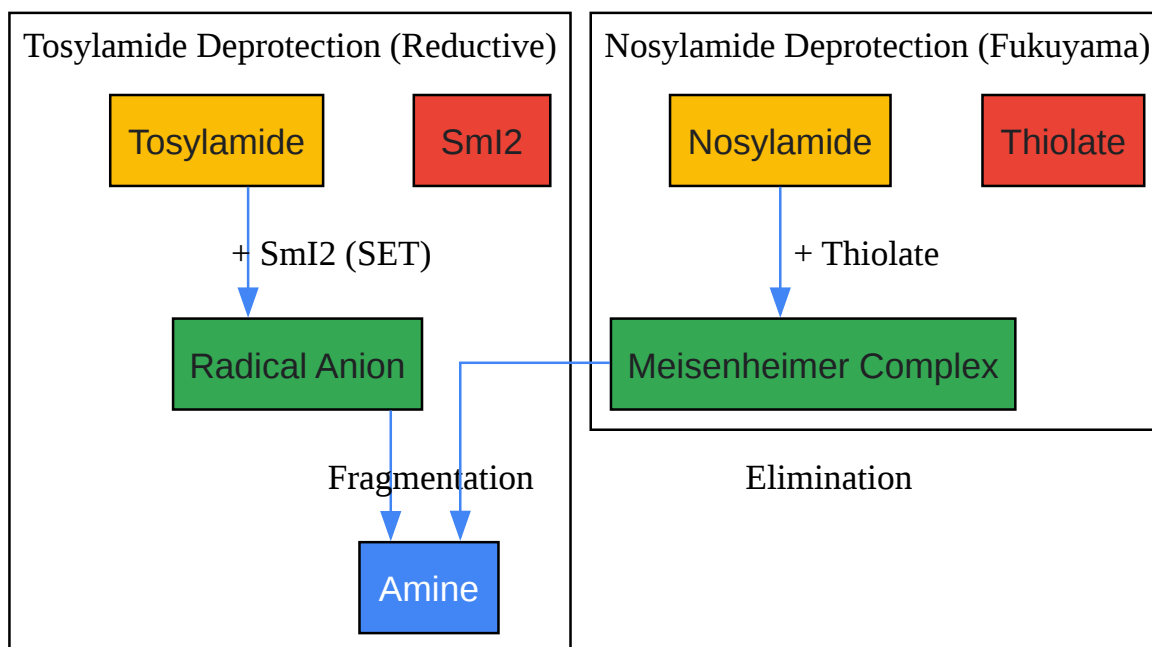 Tosylamide Deprotection (Reductive)
Nosylamide Deprotection (Fukuyama)
Tosylamide
SmI2
Nosylamide
Thiolate
+ SmI2 (SET)
+ Thiolate
Radical Anion
Meisenheimer Complex
Fragmentation
Elimination
Amine